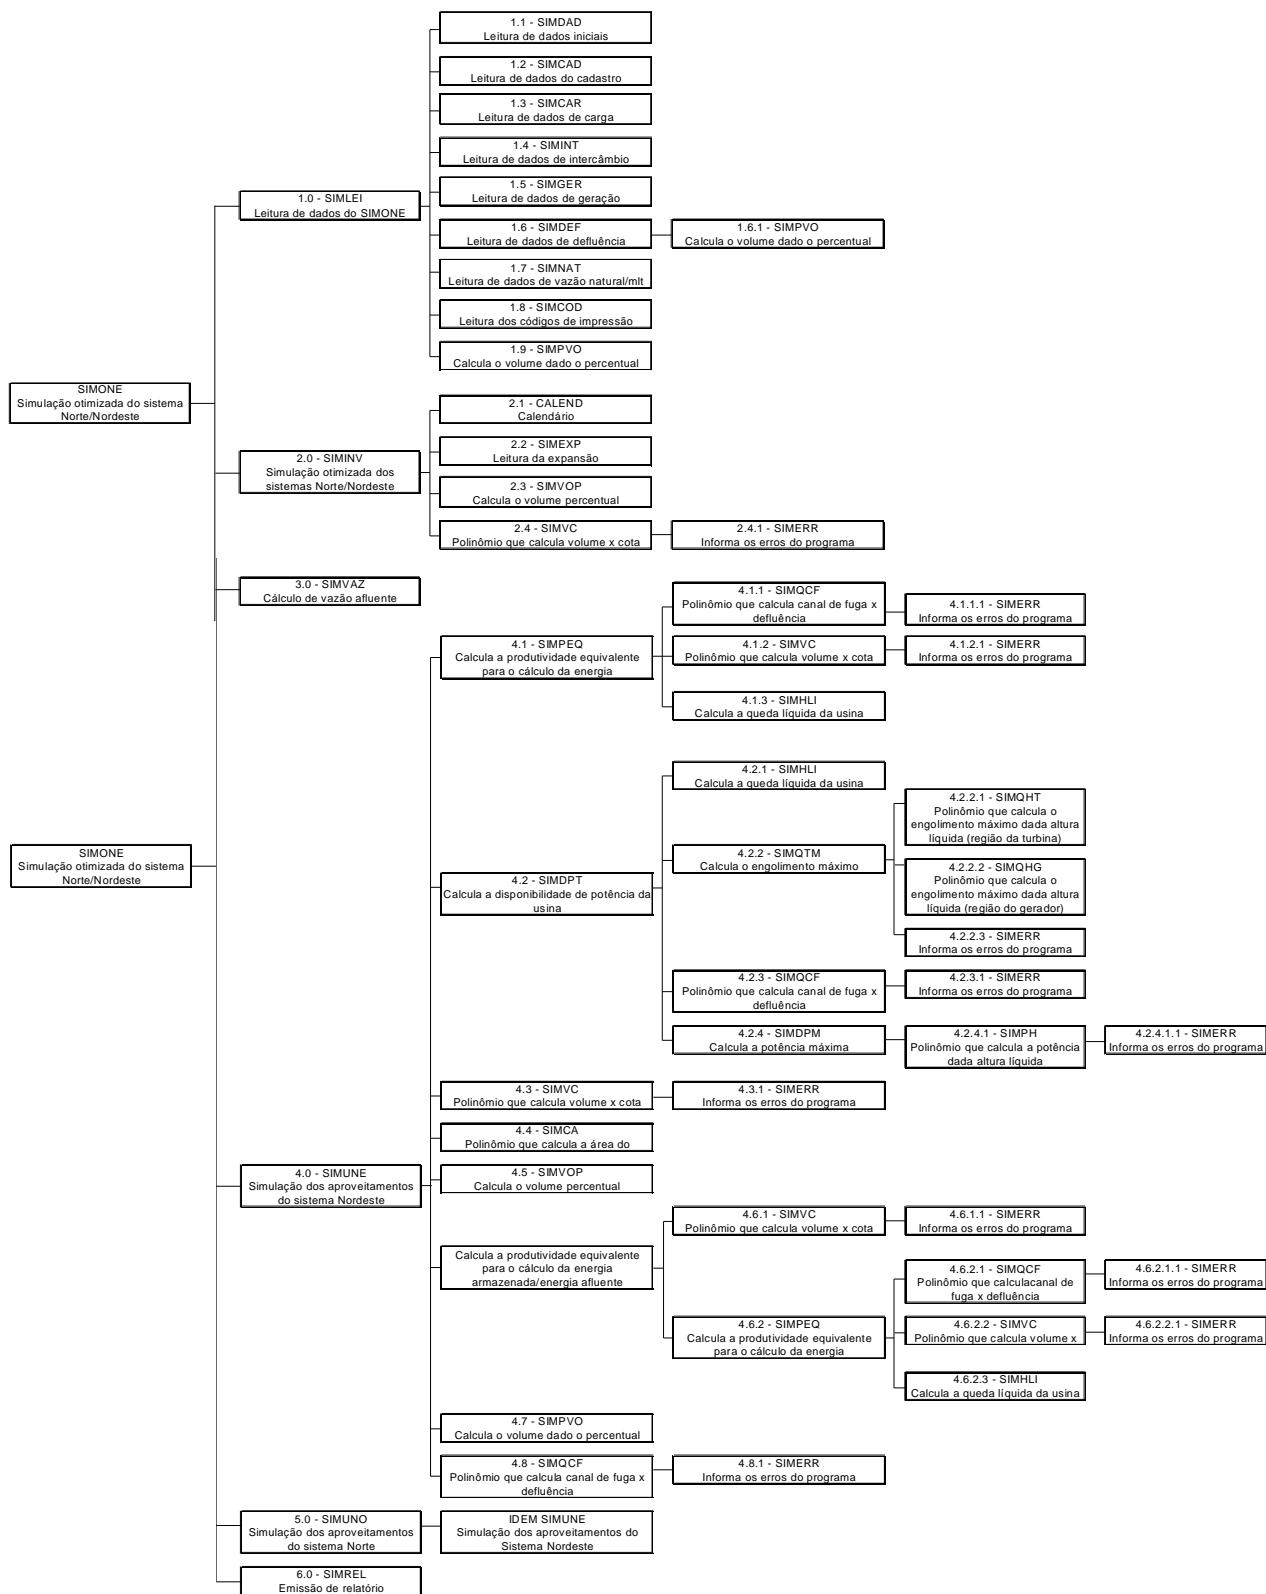 1.1 - SIMDAD
Leitura de dados iniciais
1.2 - SIMCAD
Leitura de dados do cadastro
1.3 - SIMCAR
Leitura de dados de carga
1.4 - SIMINT
Leitura de dados de intercâmbio
1.0 - SIMLEI
Leitura de dados do SIMONE
1.5 - SIMGER
Leitura de dados de geração
1.6 - SIMDEF
Leitura de dados de defluência
1.6.1 - SIMPVO
Calcula o volume dado o percentual
1.7 - SIMNAT
Leitura de dados de vazão natural/mlt
1.8 - SIMCOD
Leitura dos códigos de impressão
1.9 - SIMPVO
Calcula o volume dado o percentual
SIMONE
Simulação otimizada do sistema
Norte/Nordeste
2.1 - CALEND
Calendário
2.2 - SIMEXP
Leitura da expansão
2.0 - SIMINV
Simulação otimizada dos
sistemas Norte/Nordeste
2.3 - SIMVOP
Calcula o volume percentual
2.4 - SIMVC
Polinômio que calcula volume x cota
2.4.1 - SIMERR
Informa os erros do programa
3.0 - SIMVAZ
Cálculo de vazão afluente
4.1.1 - SIMQCF
Polinômio que calcula canal de fuga x
defluência
4.1.1.1 - SIMERR
Informa os erros do programa
4.1 - SIMPEQ
Calcula a produtividade equivalente
para o cálculo da energia
4.1.2 - SIMVC
Polinômio que calcula volume x cota
4.1.2.1 - SIMERR
Informa os erros do programa
4.1.3 - SIMHLI
Calcula a queda líquida da usina
4.2.1 - SIMHLI
Calcula a queda líquida da usina
4.2.2.1 - SIMQHT
Polinômio que calcula o
engolimento máximo dada altura
líquida (região da turbina)
SIMONE
Simulação otimizada do sistema
Norte/Nordeste
4.2.2 - SIMQTM
Calcula o engolimento máximo
4.2.2.2 - SIMQHG
Polinômio que calcula o
engolimento máximo dada altura
líquida (região do gerador)
4.2 - SIMDPT
Calcula a disponibilidade de potência da
usina
4.2.2.3 - SIMERR
Informa os erros do programa
4.2.3 - SIMQCF
Polinômio que calcula canal de fuga x
defluência
4.2.3.1 - SIMERR
Informa os erros do programa
4.2.4 - SIMDPM
Calcula a potência máxima
4.2.4.1 - SIMPH
Polinômio que calcula a potência
dada altura líquida
4.2.4.1.1 - SIMERR
Informa os erros do programa
4.3 - SIMVC
Polinômio que calcula volume x cota
4.3.1 - SIMERR
Informa os erros do programa
4.4 - SIMCA
Polinômio que calcula a área do
4.0 - SIMUNE
Simulação dos aproveitamentos
do sistema Nordeste
4.5 - SIMVOP
Calcula o volume percentual
4.6.1 - SIMVC
Polinômio que calcula volume x cota
4.6.1.1 - SIMERR
Informa os erros do programa
Calcula a produtividade equivalente
para o cálculo da energia
armazenada/energia afluente
4.6.2.1 - SIMQCF
Polinômio que calculacanal de
fuga x defluência
4.6.2.1.1 - SIMERR
Informa os erros do programa
4.6.2 - SIMPEQ
Calcula a produtividade equivalente
para o cálculo da energia
4.6.2.2 - SIMVC
Polinômio que calcula volume x
4.6.2.2.1 - SIMERR
Informa os erros do programa
4.6.2.3 - SIMHLI
Calcula a queda líquida da usina
4.7 - SIMPVO
Calcula o volume dado o percentual
4.8 - SIMQCF
Polinômio que calcula canal de fuga x
defluência
4.8.1 - SIMERR
Informa os erros do programa
5.0 - SIMUNO
Simulação dos aproveitamentos
do sistema Norte
IDEM SIMUNE
Simulação dos aproveitamentos do
Sistema Nordeste
6.0 - SIMREL
Emissão de relatório